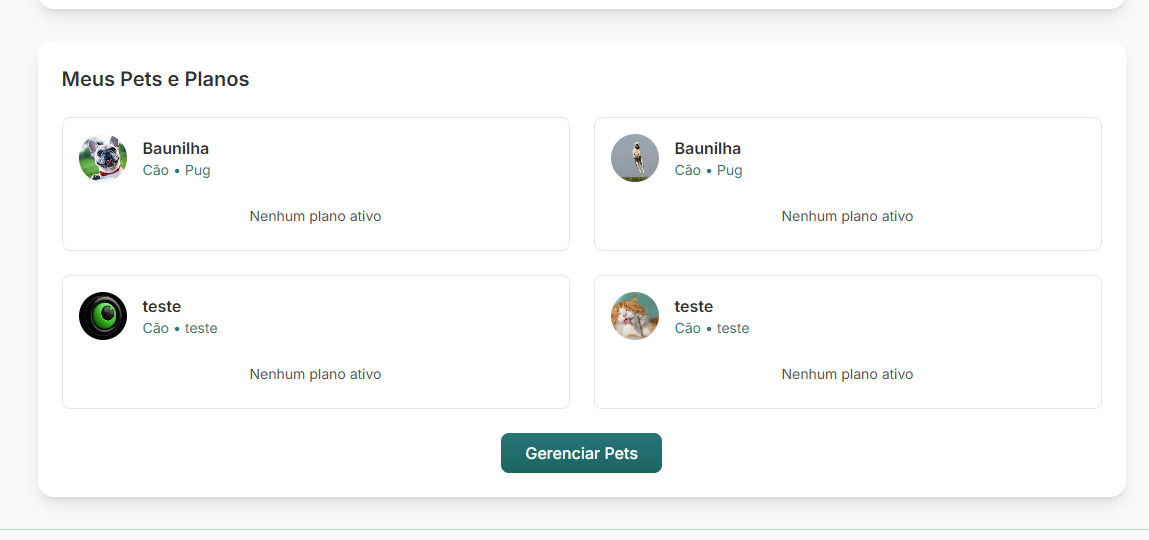 Meus Pets e Planos
Baunilha
Cão • Pug
Nenhum plano ativo
Baunilha
Cão • Pug
Nenhum plano ativo
teste
Cão • teste
Nenhum plano ativo
teste
Cão • teste
Nenhum plano ativo
Gerenciar Pets